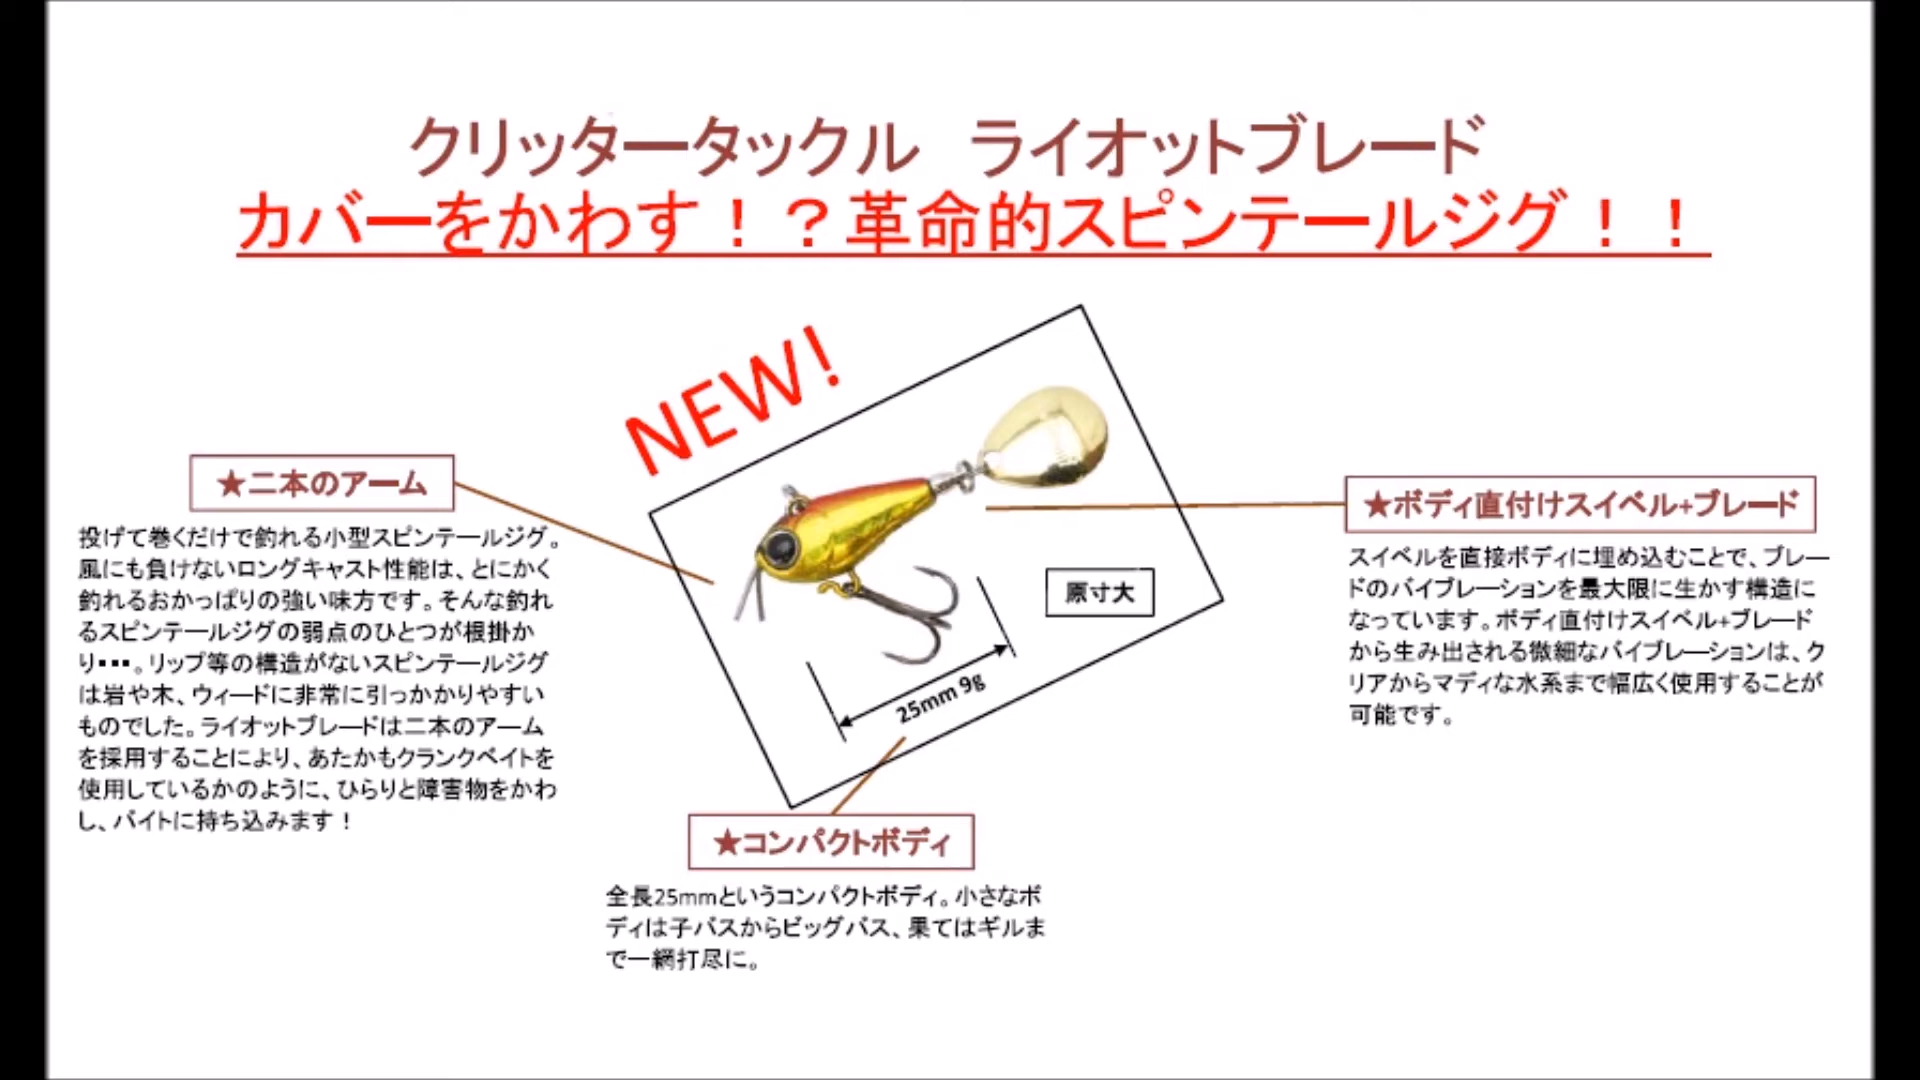 クリッタータックル　ライオットブレード
カバーをかわす！？革命的スピンテールジグ！！
NEW!
★二本のアーム
投げて巻くだけで釣れる小型スピンテールジグ。
風にも負けないロングキャスト性能は、とにかく
釣れるおかっぱりの強い味方です。そんな釣れ
るスピンテールジグの弱点のひとつが根掛か
り･･･。リップ等の構造がないスピンテールジグ
は岩や木、ウィードに非常に引っかかりやすい
ものでした。ライオットブレードは二本のアーム
を採用することにより、あたかもクランクベイトを
使用しているかのように、ひらりと障害物をかわ
し、バイトに持ち込みます！
原寸大
25mm 9g
★コンパクトボディ
全長25mmというコンパクトボディ。小さなボ
ディは子バスからビッグバス、果てはギルま
で一網打尽に。
★ボディ直付けスイベル+ブレード
スイベルを直接ボディに埋め込むことで、ブレー
ドのバイブレーションを最大限に生かす構造に
なっています。ボディ直付けスイベル+ブレード
から生み出される微細なバイブレーションは、ク
リアからマディな水系まで幅広く使用することが
可能です。